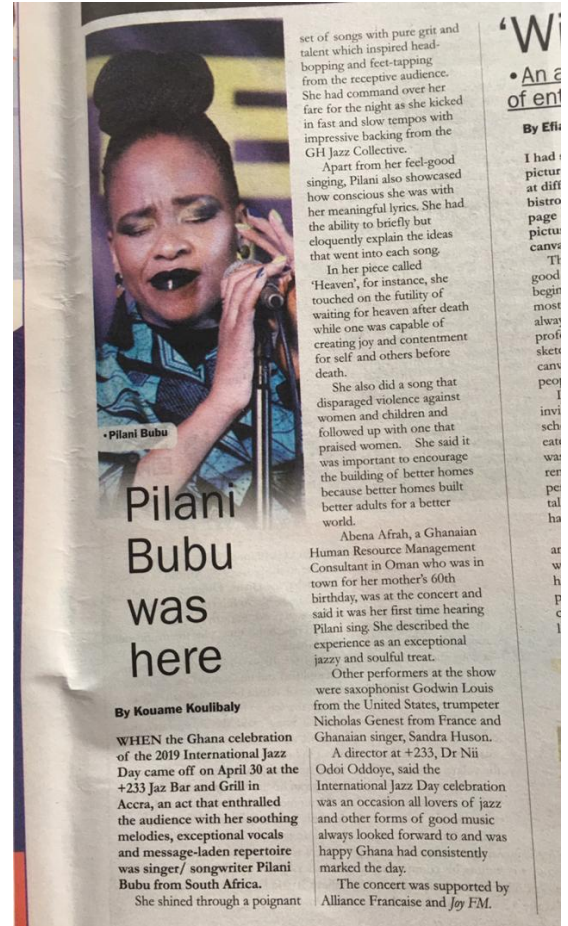 • Pilani Bubu
Pilani
Bubu
was
here
By Kouame Koulibaly
WHEN the Ghana celebration
of the 2019 International Jazz
Day came off on April 30 at the
+233 Jaz Bar and Grill in
Accra, an act that enthralled
the audience with her soothing
melodies, exceptional vocals
and message-laden repertoire
was singer/ songwriter Pilani
Bubu from South Africa.
She shined through a poignant
set of songs with pure grit and
talent which inspired head-
bopping and feet-tapping
from the receptive audience.
She had command over her
fare for the night as she kicked
in fast and slow tempos with
impressive backing from the
GH Jazz Collective.
Apart from her feel-good
singing, Pilani also showcased
how conscious she was with
her meaningful lyrics. She had
the ability to briefly but
eloquently explain the ideas
that went into each song.
In her piece called
'Heaven', for instance, she
touched on the futility of
waiting for heaven after death
while one was capable of
creating joy and contentment
for self and others before
death.
She also did a song that
disparaged violence against
women and children and
followed up with one that
praised women. She said it
was important to encourage
the building of better homes
because better homes built
better adults for a better
world.
Abena Afrah, a Ghanaian
Human Resource Management
Consultant in Oman who was in
town for her mother's 60th
birthday, was at the concert and
said it was her first time hearing
Pilani sing. She described the
experience as an exceptional
jazzy and soulful treat.
Other performers at the show
were saxophonist Godwin Louis
from the United States, trumpeter
Nicholas Genest from France and
Ghanaian singer, Sandra Huson.
A director at +233, Dr Nii
Odoi Oddoye, said the
International Jazz Day celebration
was an occasion all lovers of jazz
and other forms of good music
always looked forward to and was
happy Ghana had consistently
marked the day.
The concert was supported by
Alliance Francaise and Joy FM.
of
By
I had
at
page
good
most